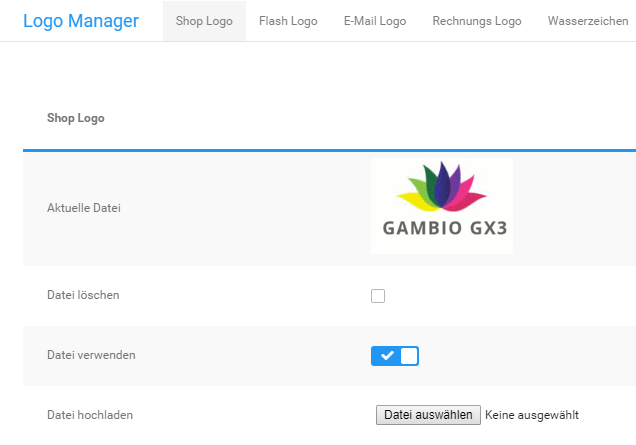 Logo Manager Shop Logo Flash Logo E-Mail Logo Rechnungs Logo Wasserzeichen
Shop Logo
Aktuelle Datei
GAMBIO GX3
Datei löschen
Datei verwenden
Datei hochladen Datei auswählen Keine ausgewählt